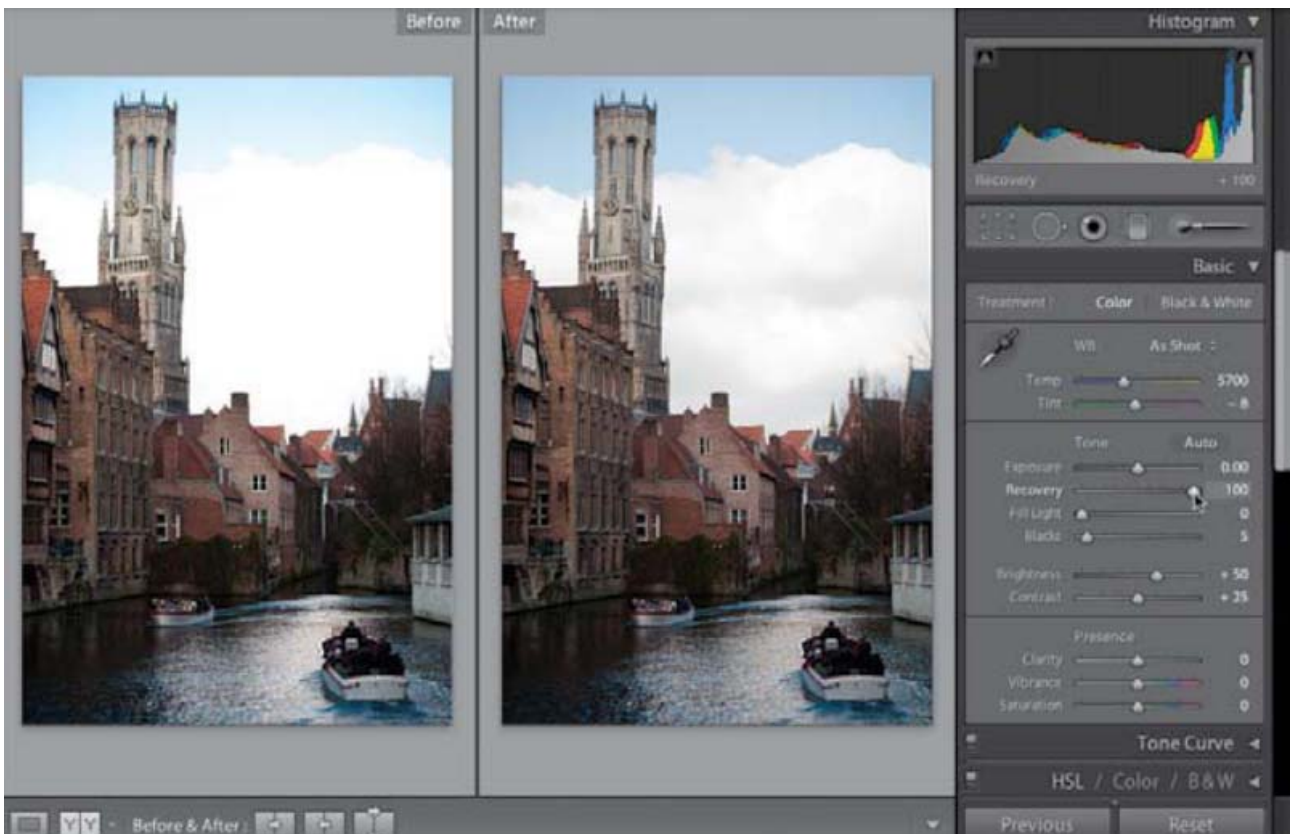 Before
After
Histogram
Recovery + 100
Basic
Treatment : Color Black & White
WB As Shot
Temp 5700
Tint - 8
Tone Auto
Exposure 0.00
Recovery 100
Fill Light 0
Blacks 5
Brightness + 50
Contrast + 25
Presence
Clarity 0
Vibrance 0
Saturation 0
Tone Curve
HSL / Color / B & W
Y Y Before & After :
Previous Reset